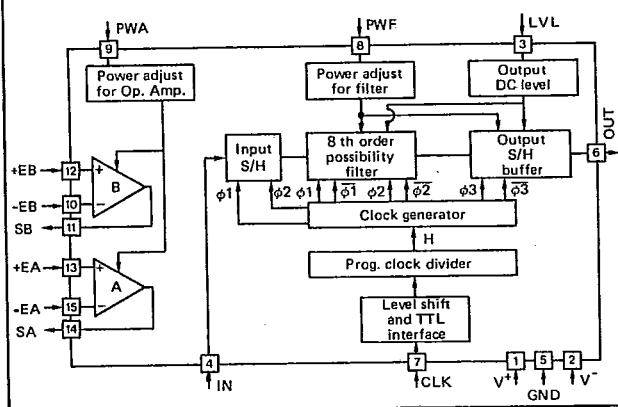 PWA
PWF
LVL
9
8
3
Power adjust
for Op. Amp.
Power adjust
for filter
Output
DC level
OUT
Input
S/H
8 th order
possibility
filter
Output
S/H
buffer
6
+EB
12
+
B
-EB
10
−
SB
11
ϕ1
ϕ2
ϕ1
ϕ1̅
ϕ2
ϕ2̅
ϕ3
ϕ3̅
Clock generator
H
+EA
13
+
A
Prog. clock divider
-EA
15
−
SA
14
Level shift
and TTL
interface
4
7
1
5
2
IN
CLK
V+
GND
V-